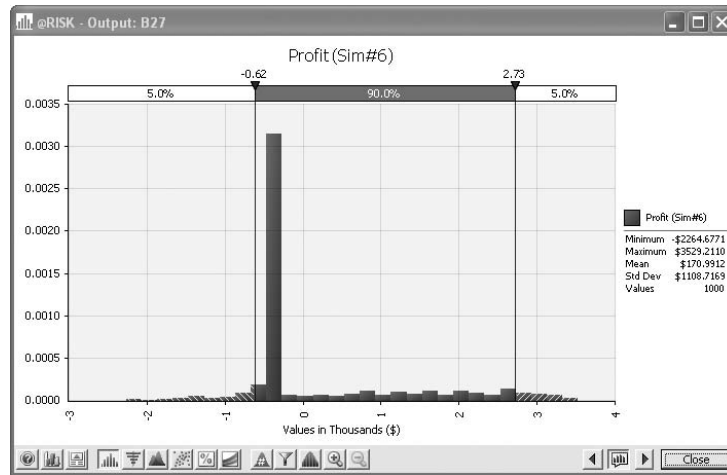 @RISK - Output: B27
Profit (Sim#6)
-0.62 2.73
5.0% 90.0% 5.0%
0.0035
0.0030
0.0025
0.0020
0.0015
0.0010
0.0005
0.0000
-3 -2 -1 0 1 2 3 4
Values in Thousands ($)
Profit (Sim#6)
Minimum -$2264.6771
Maximum $3529.2110
Mean $170.9912
Std Dev $1108.7169
Values 1000
Close